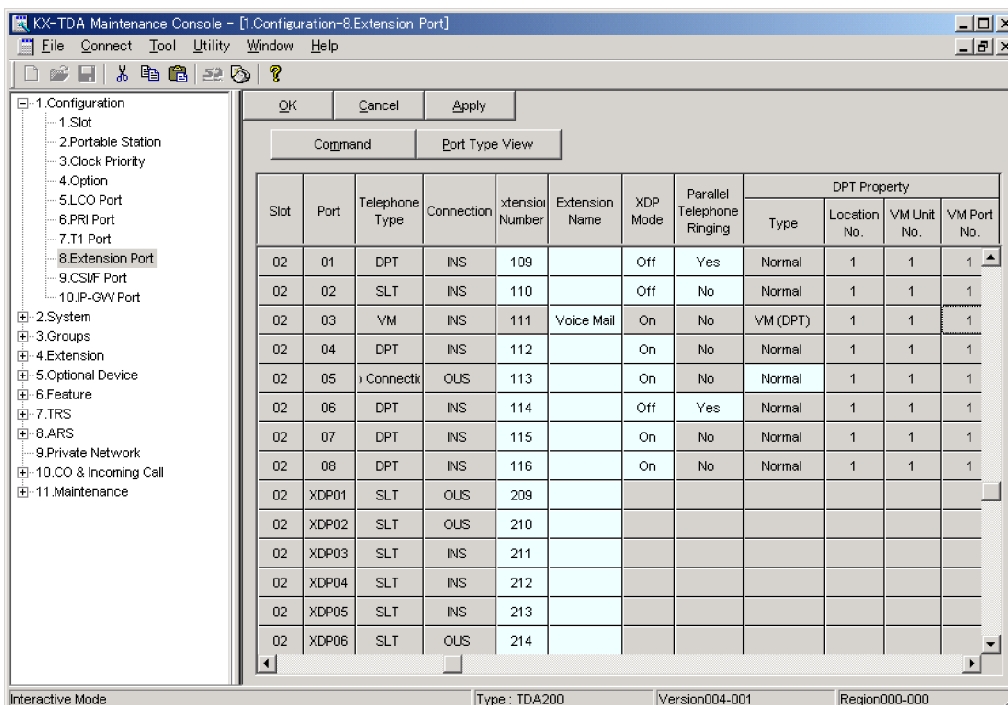 KX-TDA Maintenance Console - [1.Configuration-8.Extension Port]
File Connect Tool Utility Window Help
1.Configuration
1.Slot
2.Portable Station
3.Clock Priority
4.Option
5.LCO Port
6.PRI Port
7.T1 Port
8.Extension Port
9.CSI/F Port
10.IP-GW Port
2.System
3.Groups
4.Extension
5.Optional Device
6.Feature
7.TRS
8.ARS
9.Private Network
10.CO & Incoming Call
11.Maintenance
OK Cancel Apply
Command Port Type View
DPT Property
Slot Port Telephone Type Connection xtension Number Extension Name XDP Mode Parallel Telephone Ringing Type Location No. VM Unit No. VM Port No.
02 01 DPT INS 109 Off Yes Normal 1 1 1
02 02 SLT INS 110 Off No Normal 1 1 1
02 03 VM INS 111 Voice Mail On No VM (DPT) 1 1 1
02 04 DPT INS 112 On No Normal 1 1 1
02 05 Connectic OUS 113 On No Normal 1 1 1
02 06 DPT INS 114 Off Yes Normal 1 1 1
02 07 DPT INS 115 On No Normal 1 1 1
02 08 DPT INS 116 On No Normal 1 1 1
02 XDP01 SLT OUS 209
02 XDP02 SLT OUS 210
02 XDP03 SLT INS 211
02 XDP04 SLT INS 212
02 XDP05 SLT INS 213
02 XDP06 SLT OUS 214
Interactive Mode Type : TDA200 Version004-001 Region000-000